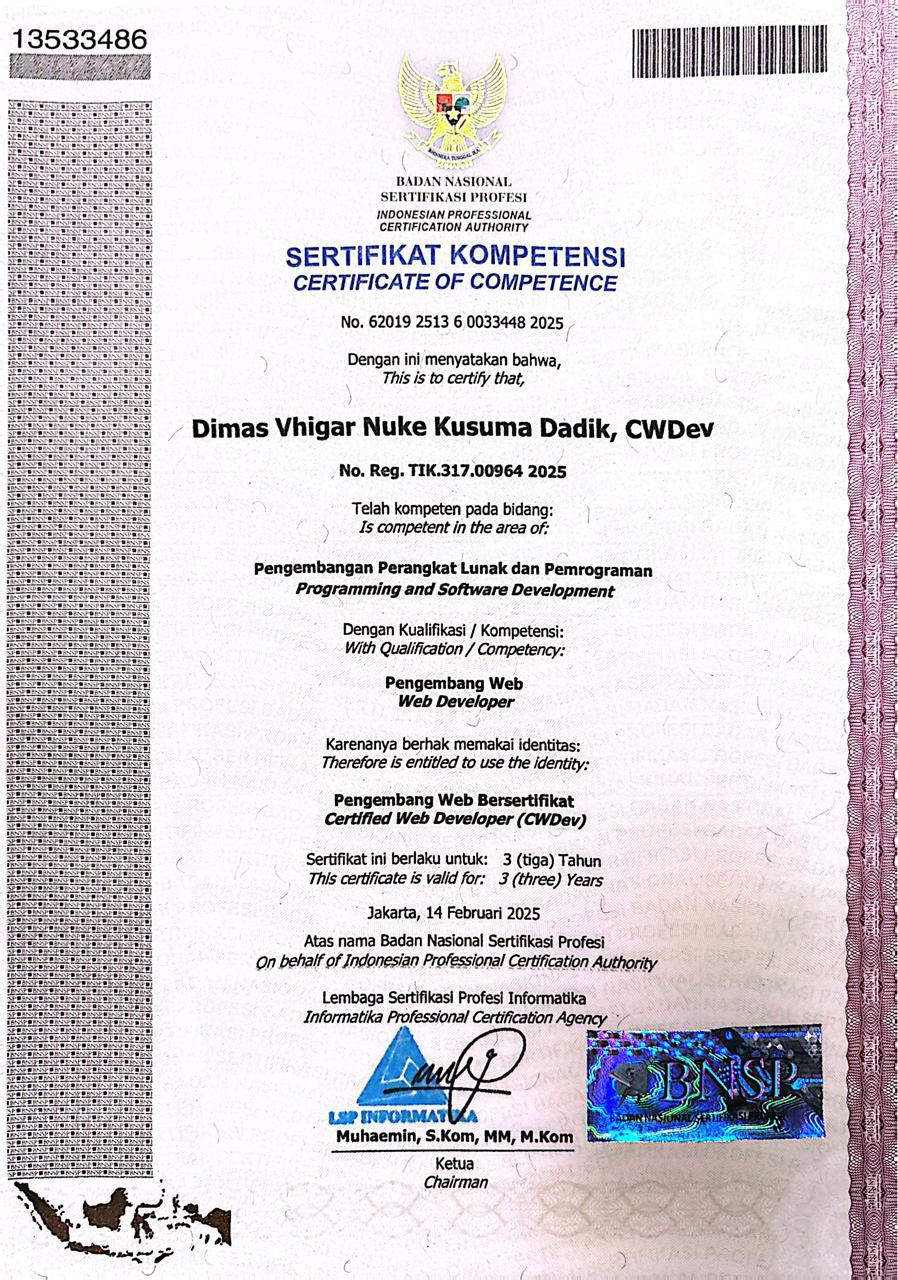 13533486
BADAN NASIONAL
SERTIFIKASI PROFESI
INDONESIAN PROFESSIONAL
CERTIFICATION AUTHORITY
SERTIFIKAT KOMPETENSI
CERTIFICATE OF COMPETENCE
No. 62019 2513 6 0033448 2025
Dengan ini menyatakan bahwa,
This is to certify that,
Dimas Vhigar Nuke Kusuma Dadik, CWDev
No. Reg. TIK.317.00964 2025
Telah kompeten pada bidang:
Is competent in the area of:
Pengembangan Perangkat Lunak dan Pemrograman
Programming and Software Development
Dengan Kualifikasi / Kompetensi:
With Qualification / Competency:
Pengembang Web
Web Developer
Karenanya berhak memakai identitas:
Therefore is entitled to use the identity:
Pengembang Web Bersertifikat
Certified Web Developer (CWDev)
Sertifikat ini berlaku untuk: 3 (tiga) Tahun
This certificate is valid for: 3 (three) Years
Jakarta, 14 Februari 2025
Atas nama Badan Nasional Sertifikasi Profesi
On behalf of Indonesian Professional Certification Authority
Lembaga Sertifikasi Profesi Informatika
Informatika Professional Certification Agency
LSP INFORMATIKA
BNSP
BADAN NASIONAL SERTIFIKASI
Muhaemin, S.Kom, MM, M.Kom
Ketua
Chairman